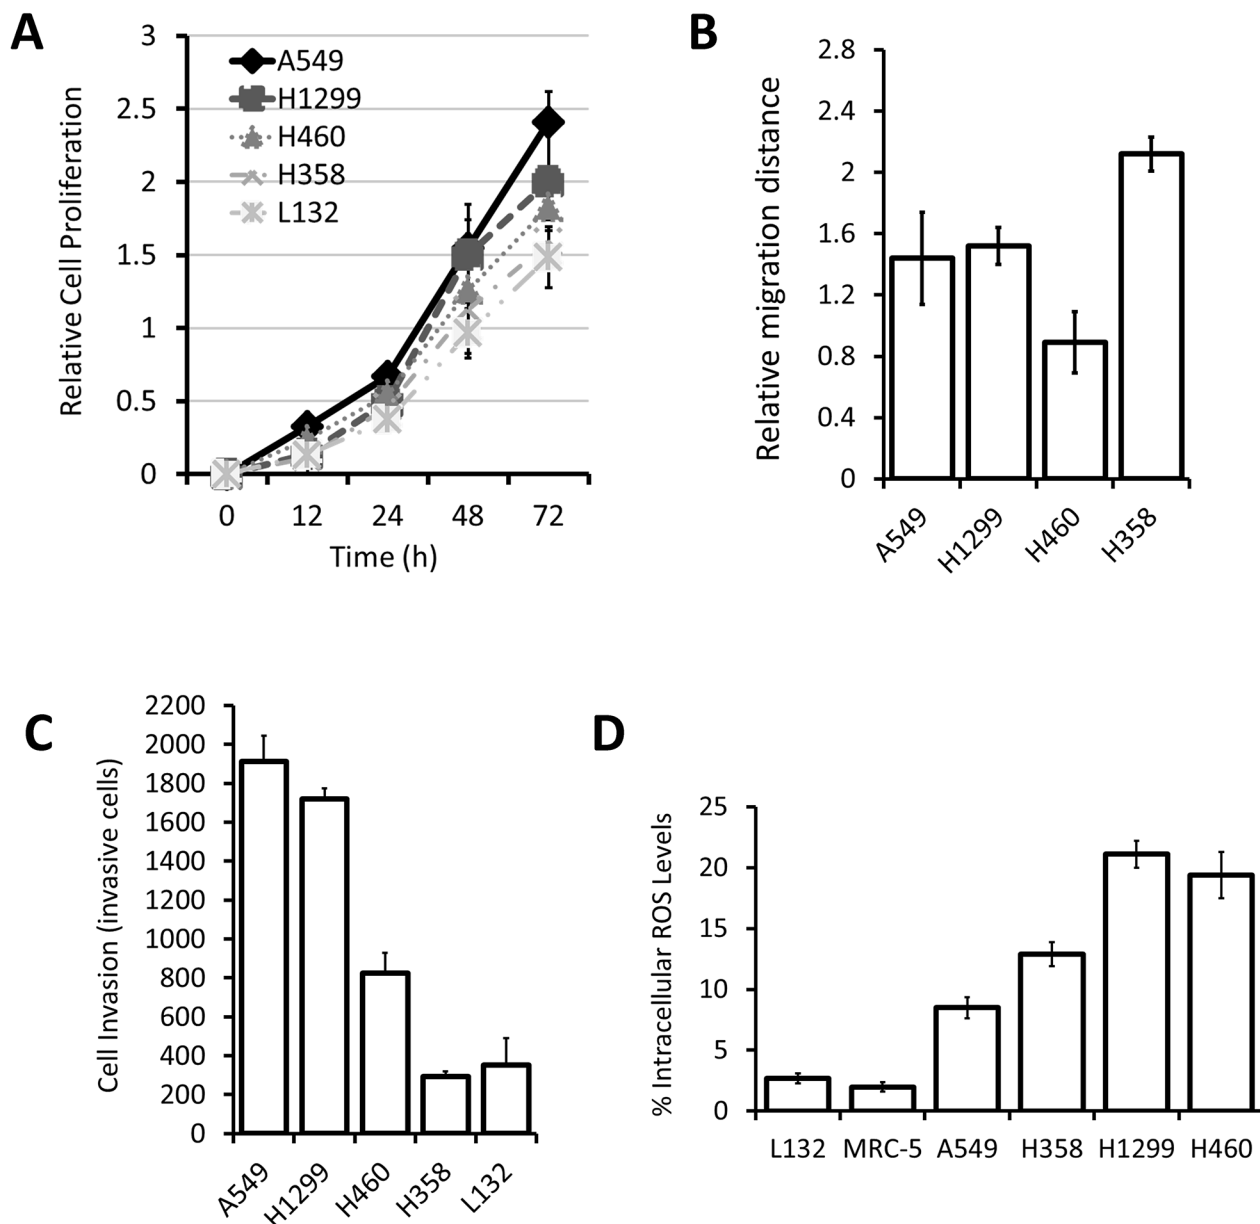 A
Relative Cell Proliferation
3
2.5
2
1.5
1
0.5
0
A549
H1299
H460
H358
L132
0 12 24 48 72
Time (h)
B
Relative migration distance
2.8
2.4
2
1.6
1.2
0.8
0.4
0
A549 H1299 H460 H358
C
Cell Invasion (invasive cells)
2200
2000
1800
1600
1400
1200
1000
800
600
400
200
0
A549 H1299 H460 H358 L132
D
% Intracellular ROS Levels
25
20
15
10
5
0
L132 MRC-5 A549 H358 H1299 H460